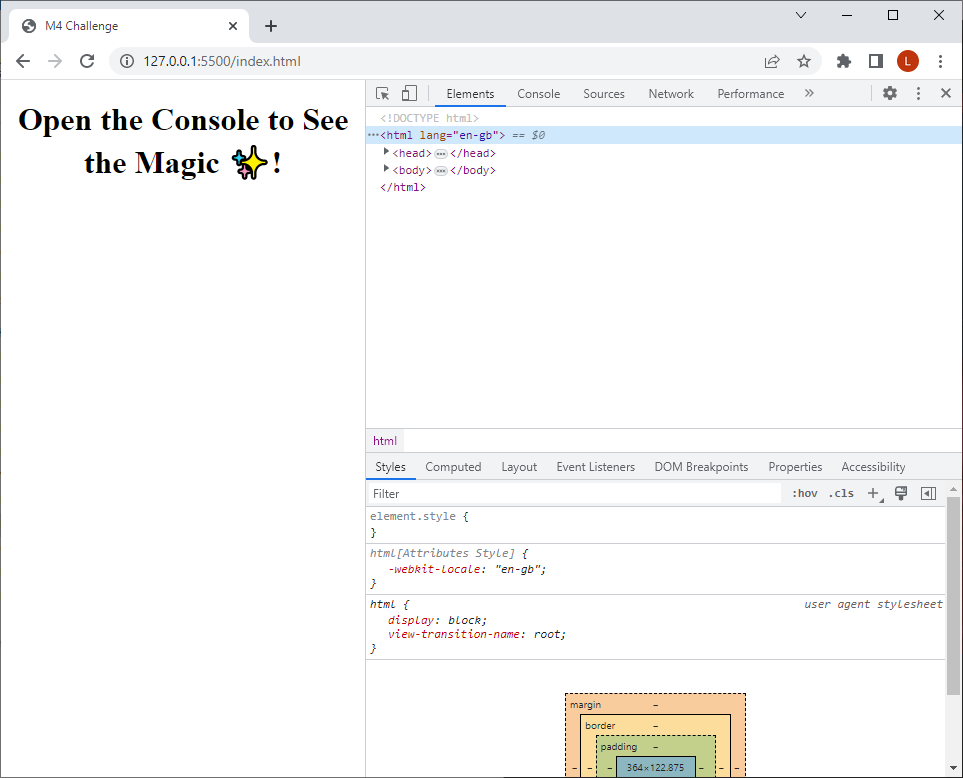 M4 Challenge
127.0.0.1:5500/index.html
L
Open the Console to See
the Magic ✨!
Elements Console Sources Network Performance »
<!DOCTYPE html>
···<html lang="en-gb"> == $0
<head>···</head>
<body>···</body>
</html>
html
Styles Computed Layout Event Listeners DOM Breakpoints Properties Accessibility
Filter :hov .cls +
element.style {
}
html[Attributes Style] {
-webkit-locale: "en-gb";
}
html { user agent stylesheet
display: block;
view-transition-name: root;
}
margin –
border –
padding –
– – – 364×122.875 – – –